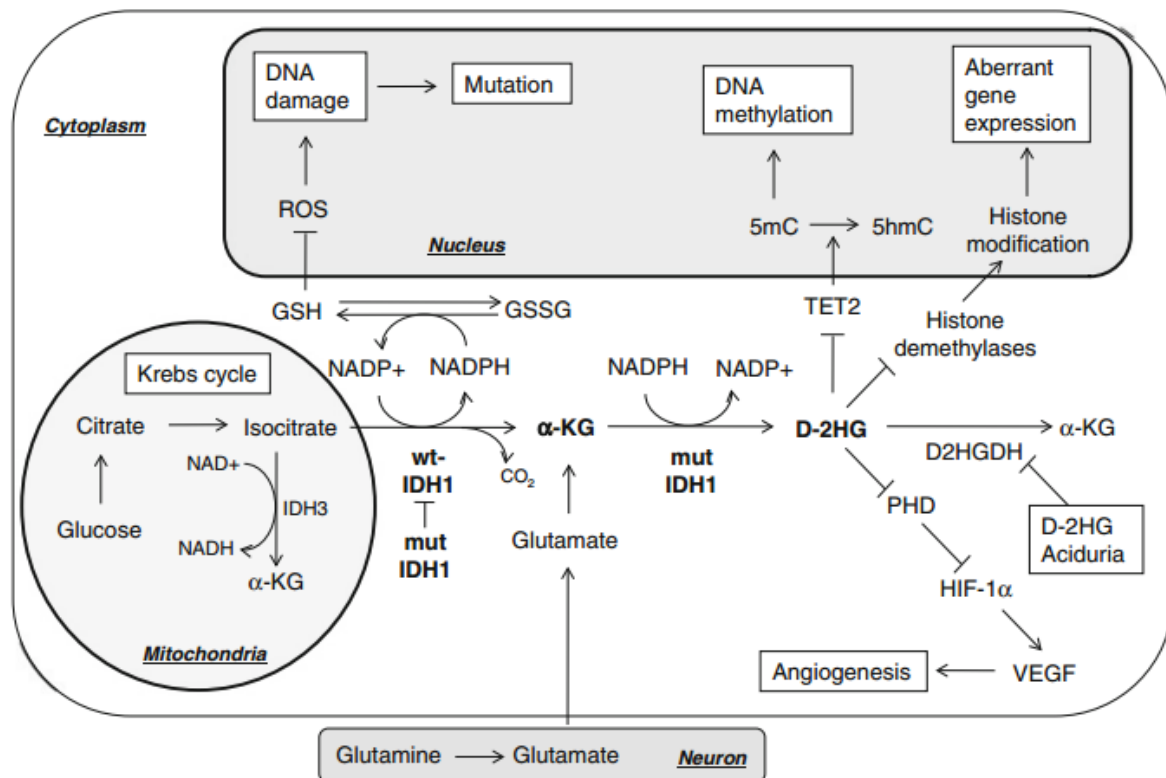 DNA
damage
Mutation
DNA
methylation
Aberrant
gene
expression
Cytoplasm
ROS
5mC
5hmC
Histone
modification
Nucleus
GSH
GSSG
TET2
Histone
demethylases
NADP+
NADPH
NADPH
NADP+
Krebs cycle
Citrate
Isocitrate
α-KG
D-2HG
α-KG
D2HGDH
NAD+
IDH3
wt-
IDH1
CO₂
mut
IDH1
PHD
Glucose
NADH
α-KG
mut
IDH1
Glutamate
D-2HG
Aciduria
HIF-1α
Mitochondria
Angiogenesis
VEGF
Glutamine
Glutamate
Neuron